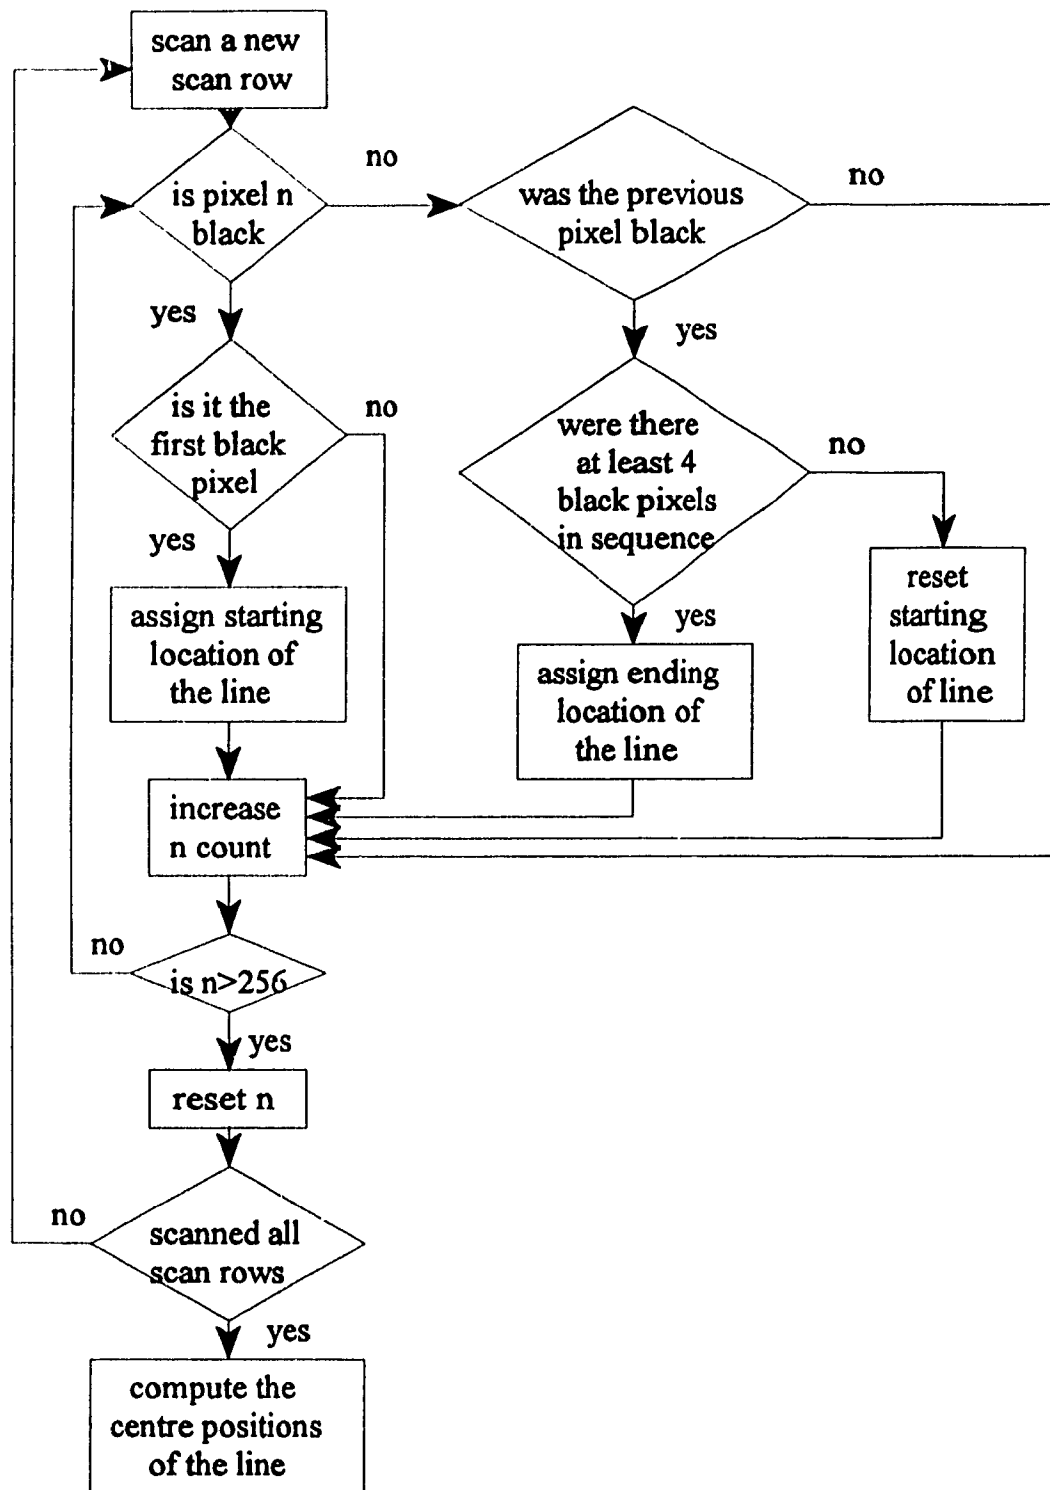 scan a new
scan row
is pixel n
black
no
was the previous
pixel black
no
yes
yes
is it the
first black
pixel
no
were there
at least 4
black pixels
in sequence
no
yes
assign starting
location of
the line
yes
assign ending
location of
the line
reset
starting
location
of line
increase
n count
no
is n>256
yes
reset n
no
scanned all
scan rows
yes
compute the
centre positions
of the line